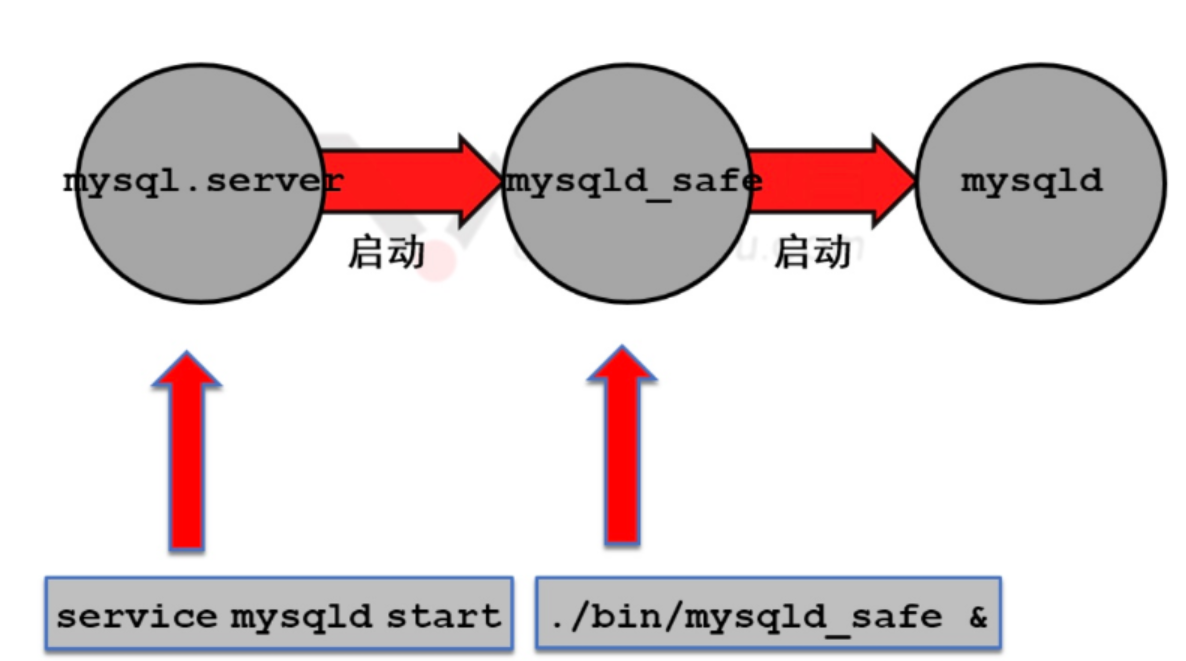 mysql.server
mysqld_safe
mysqld
启动
启动
service mysqld start
./bin/mysqld_safe &